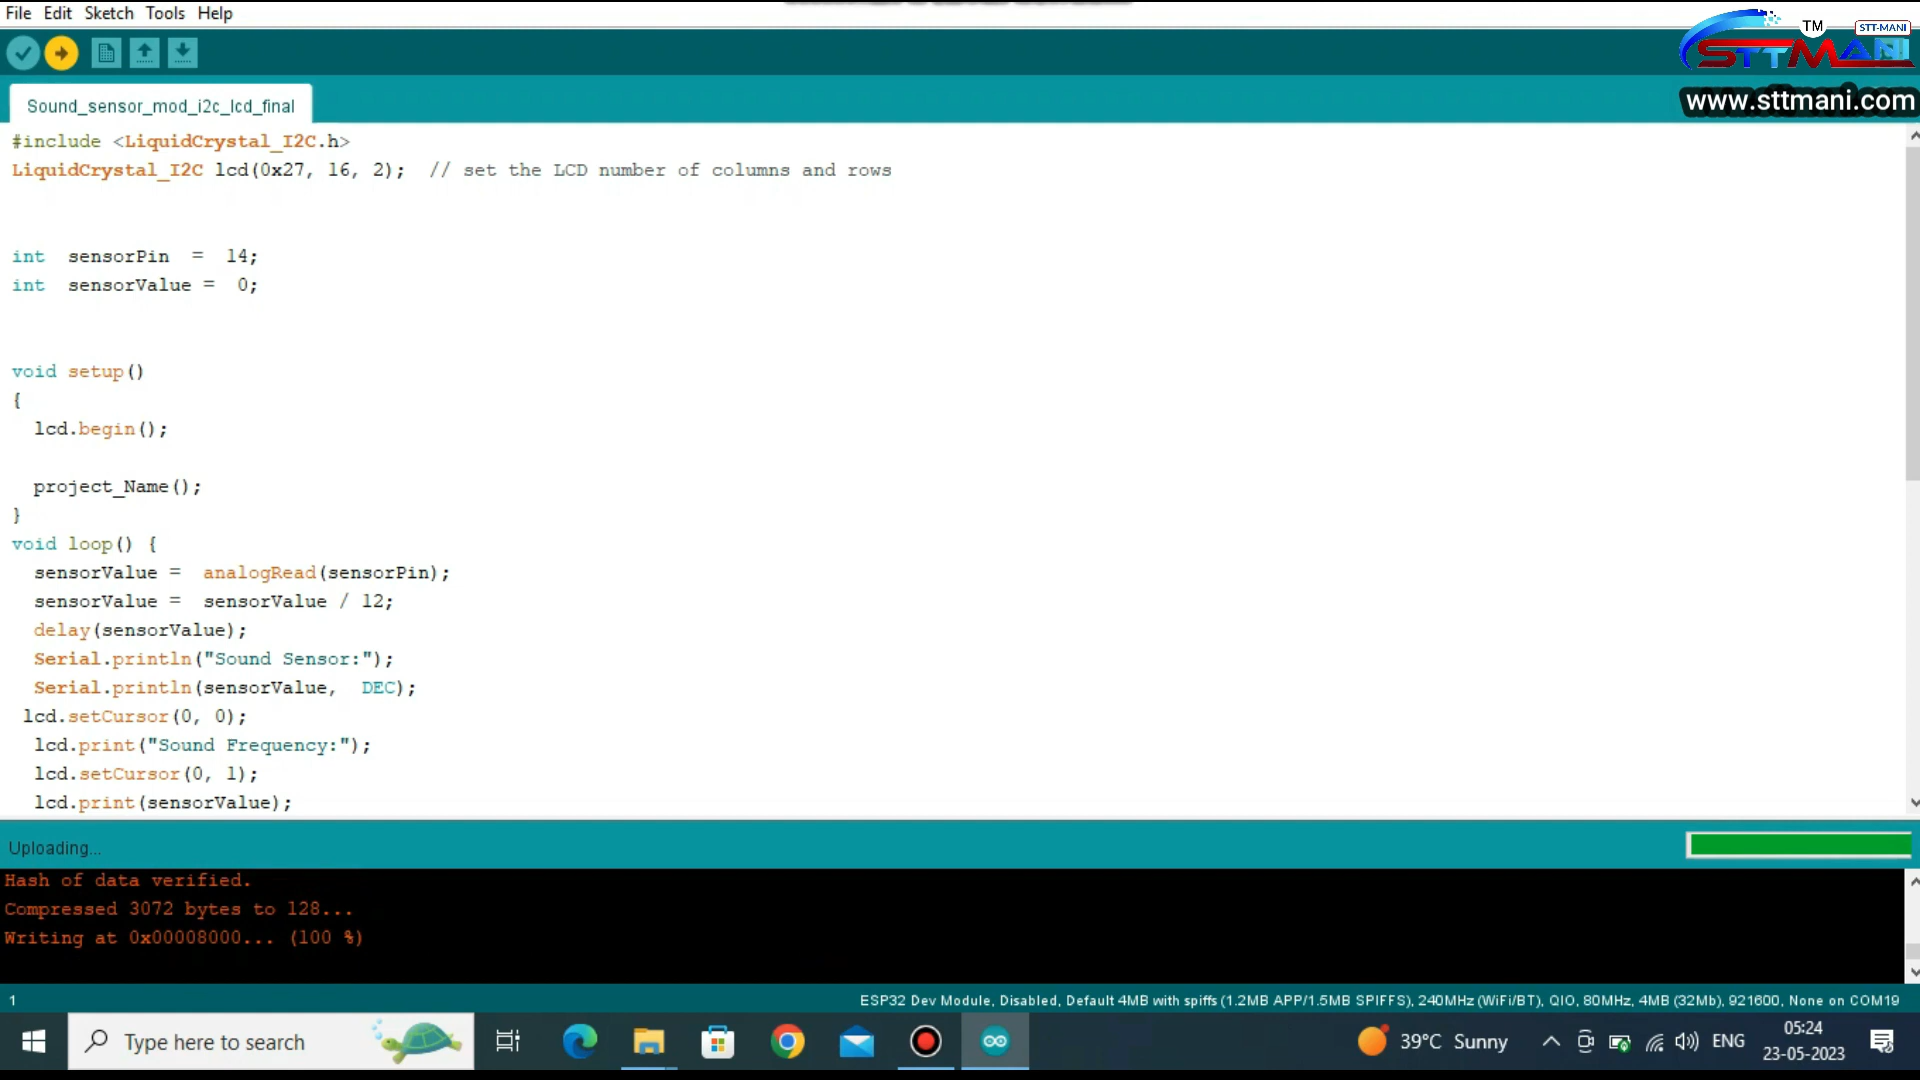 File Edit Sketch Tools Help
TM
STT-MANI
STTMANI
www.sttmani.com
Sound_sensor_mod_i2c_lcd_final
#include <LiquidCrystal_I2C.h>
LiquidCrystal_I2C lcd(0x27, 16, 2);  // set the LCD number of columns and rows
int  sensorPin  =  14;
int  sensorValue =  0;
void setup()
{
  lcd.begin();
  project_Name();
}
void loop() {
  sensorValue =  analogRead(sensorPin);
  sensorValue =  sensorValue / 12;
  delay(sensorValue);
  Serial.println("Sound Sensor:");
  Serial.println(sensorValue,  DEC);
 lcd.setCursor(0, 0);
  lcd.print("Sound Frequency:");
  lcd.setCursor(0, 1);
  lcd.print(sensorValue);
Uploading...
Hash of data verified.
Compressed 3072 bytes to 128...
Writing at 0x00008000... (100 %)
1
ESP32 Dev Module, Disabled, Default 4MB with spiffs (1.2MB APP/1.5MB SPIFFS), 240MHz (WiFi/BT), QIO, 80MHz, 4MB (32Mb), 921600, None on COM19
Type here to search
39°C Sunny
ENG
05:24
23-05-2023